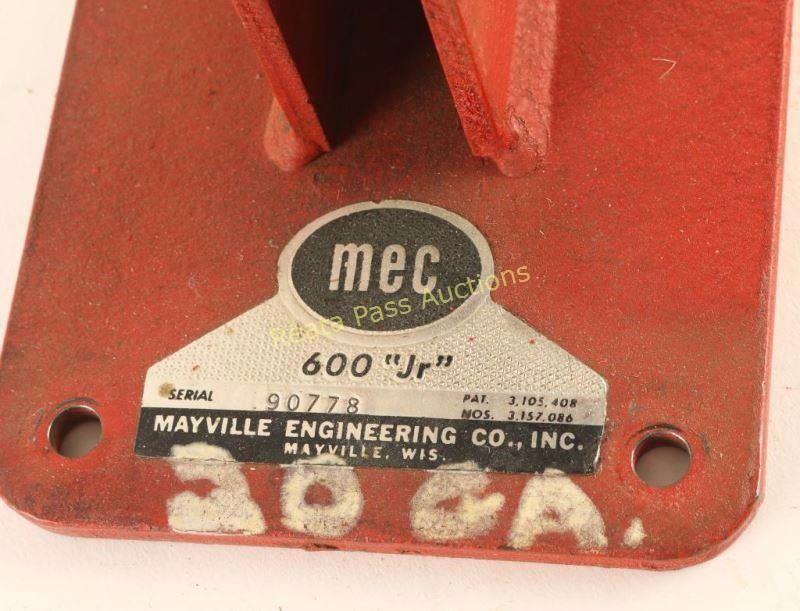 mec
Reata Pass Auctions
600 "Jr"
SERIAL 90778 PAT. 3,105,408
NOS. 3,157,086
MAYVILLE ENGINEERING CO., INC.
MAYVILLE, WIS.
20 GA.